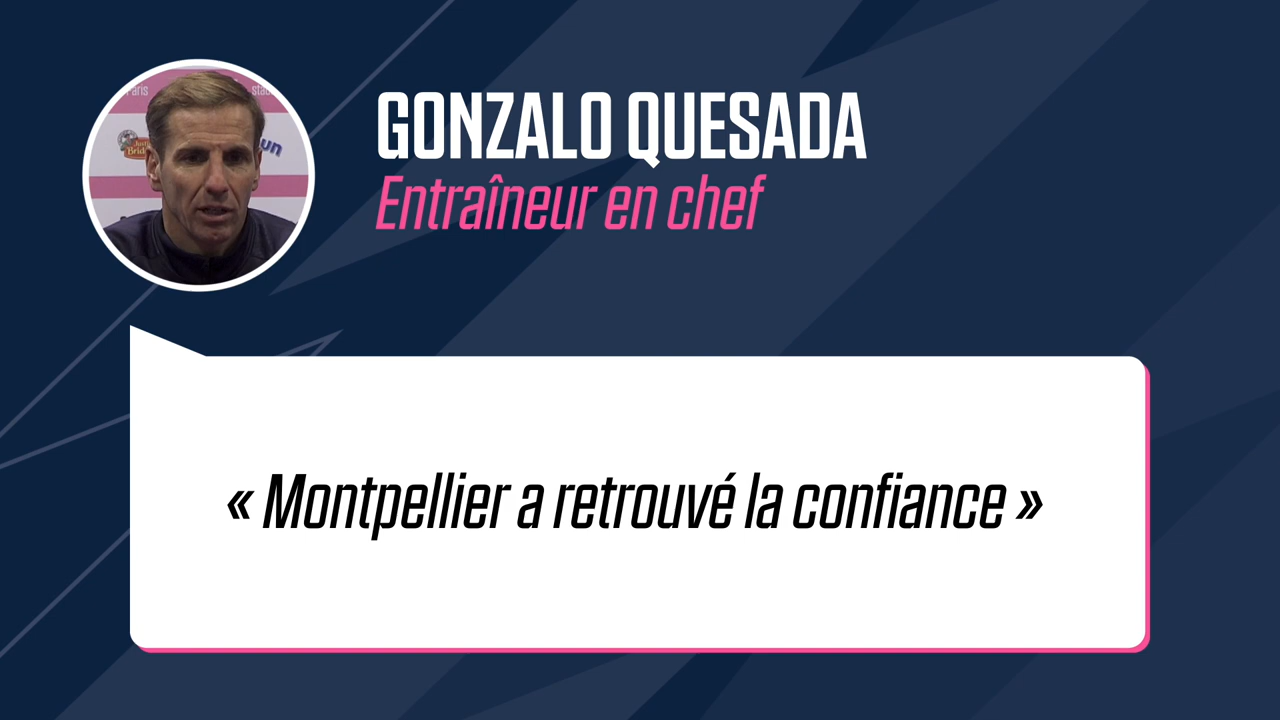 GONZALO QUESADA
Entraîneur en chef
« Montpellier a retrouvé la confiance »